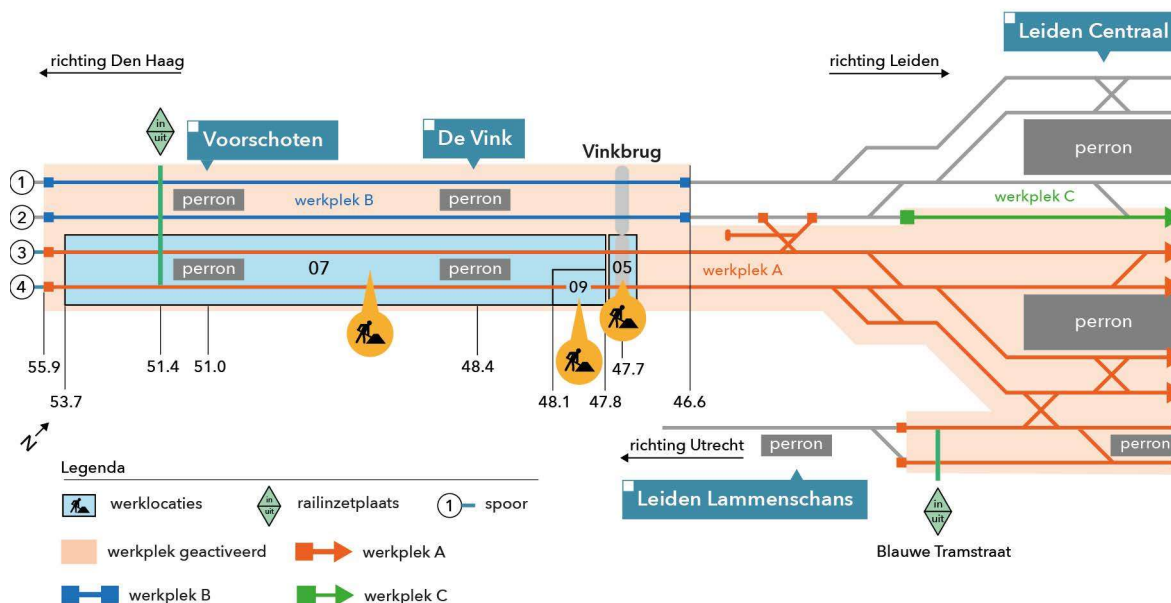 Leiden Centraal
richting Den Haag
richting Leiden
in
uit
Voorschoten
De Vink
Vinkbrug
perron
1
perron
werkplek B
perron
werkplek C
2
3
perron
07
perron
05
werkplek A
4
09
perron
55.9
51.4
51.0
48.4
47.7
53.7
48.1
47.8
46.6
N
richting Utrecht
perron
perron
Legenda
Leiden Lammenschans
werklocaties
in
uit
railinzetplaats
1
spoor
in
uit
werkplek geactiveerd
werkplek A
Blauwe Tramstraat
werkplek B
werkplek C